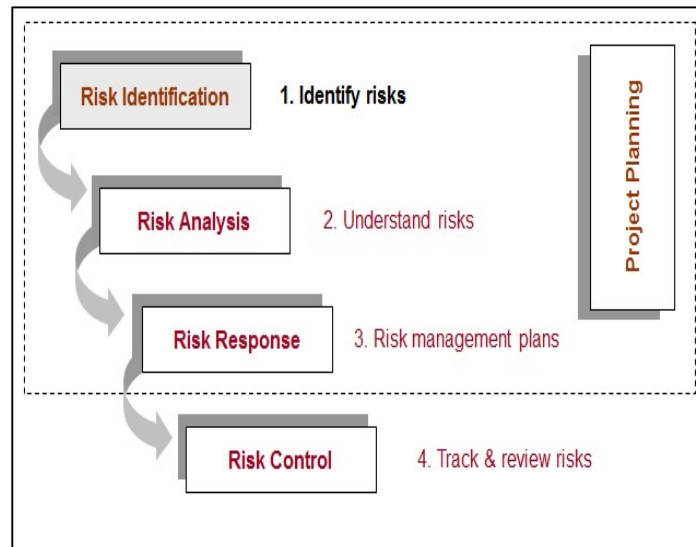 Risk Identification
1. Identify risks
Project Planning
Risk Analysis
2. Understand risks
Risk Response
3. Risk management plans
Risk Control
4. Track & review risks